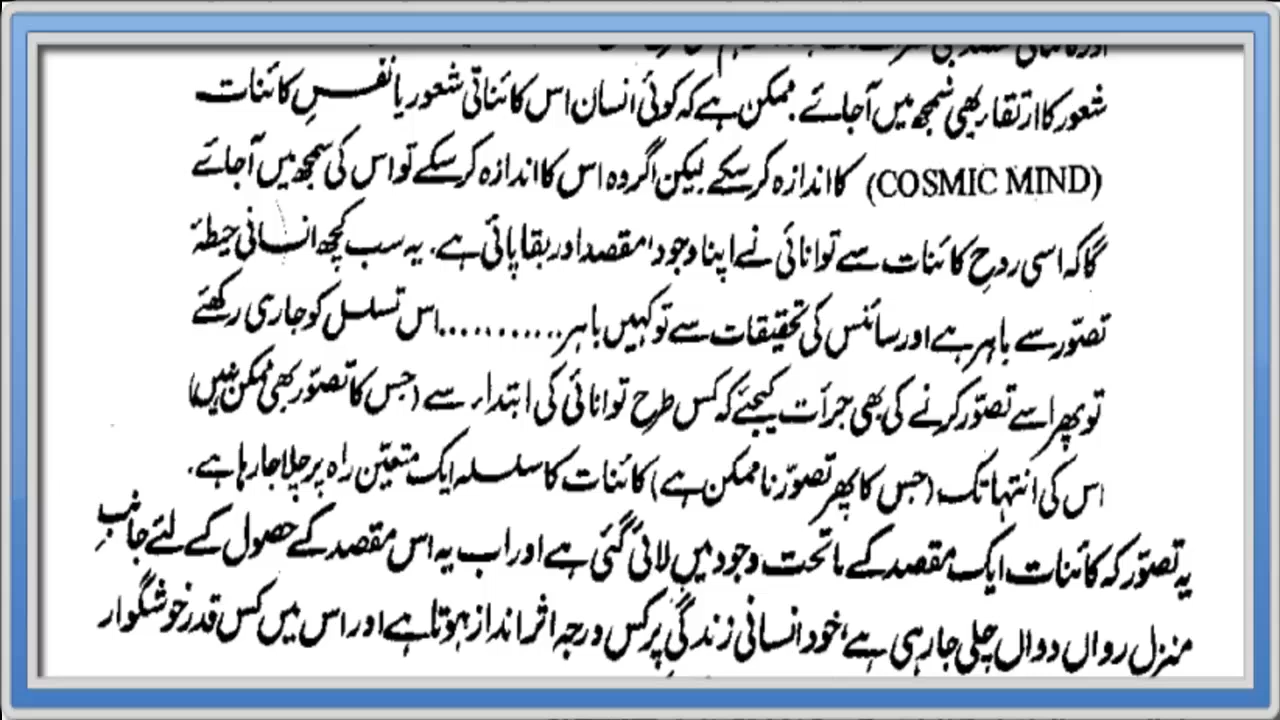 شعور کا ارتقاء بھی سمجھ میں آجائے۔ ممکن ہے کہ کوئی انسان اس کائناتی شعور یا نفسِ کائنات
(COSMIC MIND) کا اندازہ کر سکے لیکن اگر وہ اس کا اندازہ کر سکے تو اس کی سمجھ میں آجائے
گا کہ اسی روحِ کائنات سے توانائی نے اپنا وجود، مقصد اور بقا پائی ہے۔ یہ سب کچھ انسانی حیطۂ
تصوّر سے باہر ہے اور سائنس کی تحقیقات سے تو کہیں باہر ........... اس تسلسل کو جاری رکھئے
تو پھر اسے تصوّر کرنے کی بھی جرأت کیجئے کہ کس طرح توانائی کی ابتداء سے (جس کا تصوّر بھی ممکن نہیں)
اس کی انتہا تک (جس کا پھر تصوّر ناممکن ہے) کائنات کا سلسلہ ایک متعیّن راہ پر چلا جا رہا ہے۔
یہ تصوّر کہ کائنات ایک مقصد کے ماتحت وجود میں لائی گئی ہے اور اب یہ اس مقصد کے حصول کے لئے جانبِ
منزل رواں دواں چلی جا رہی ہے، خود انسانی زندگی پر کس درجہ اثر انداز ہوتا ہے اور اس میں کس قدر خوشگوار